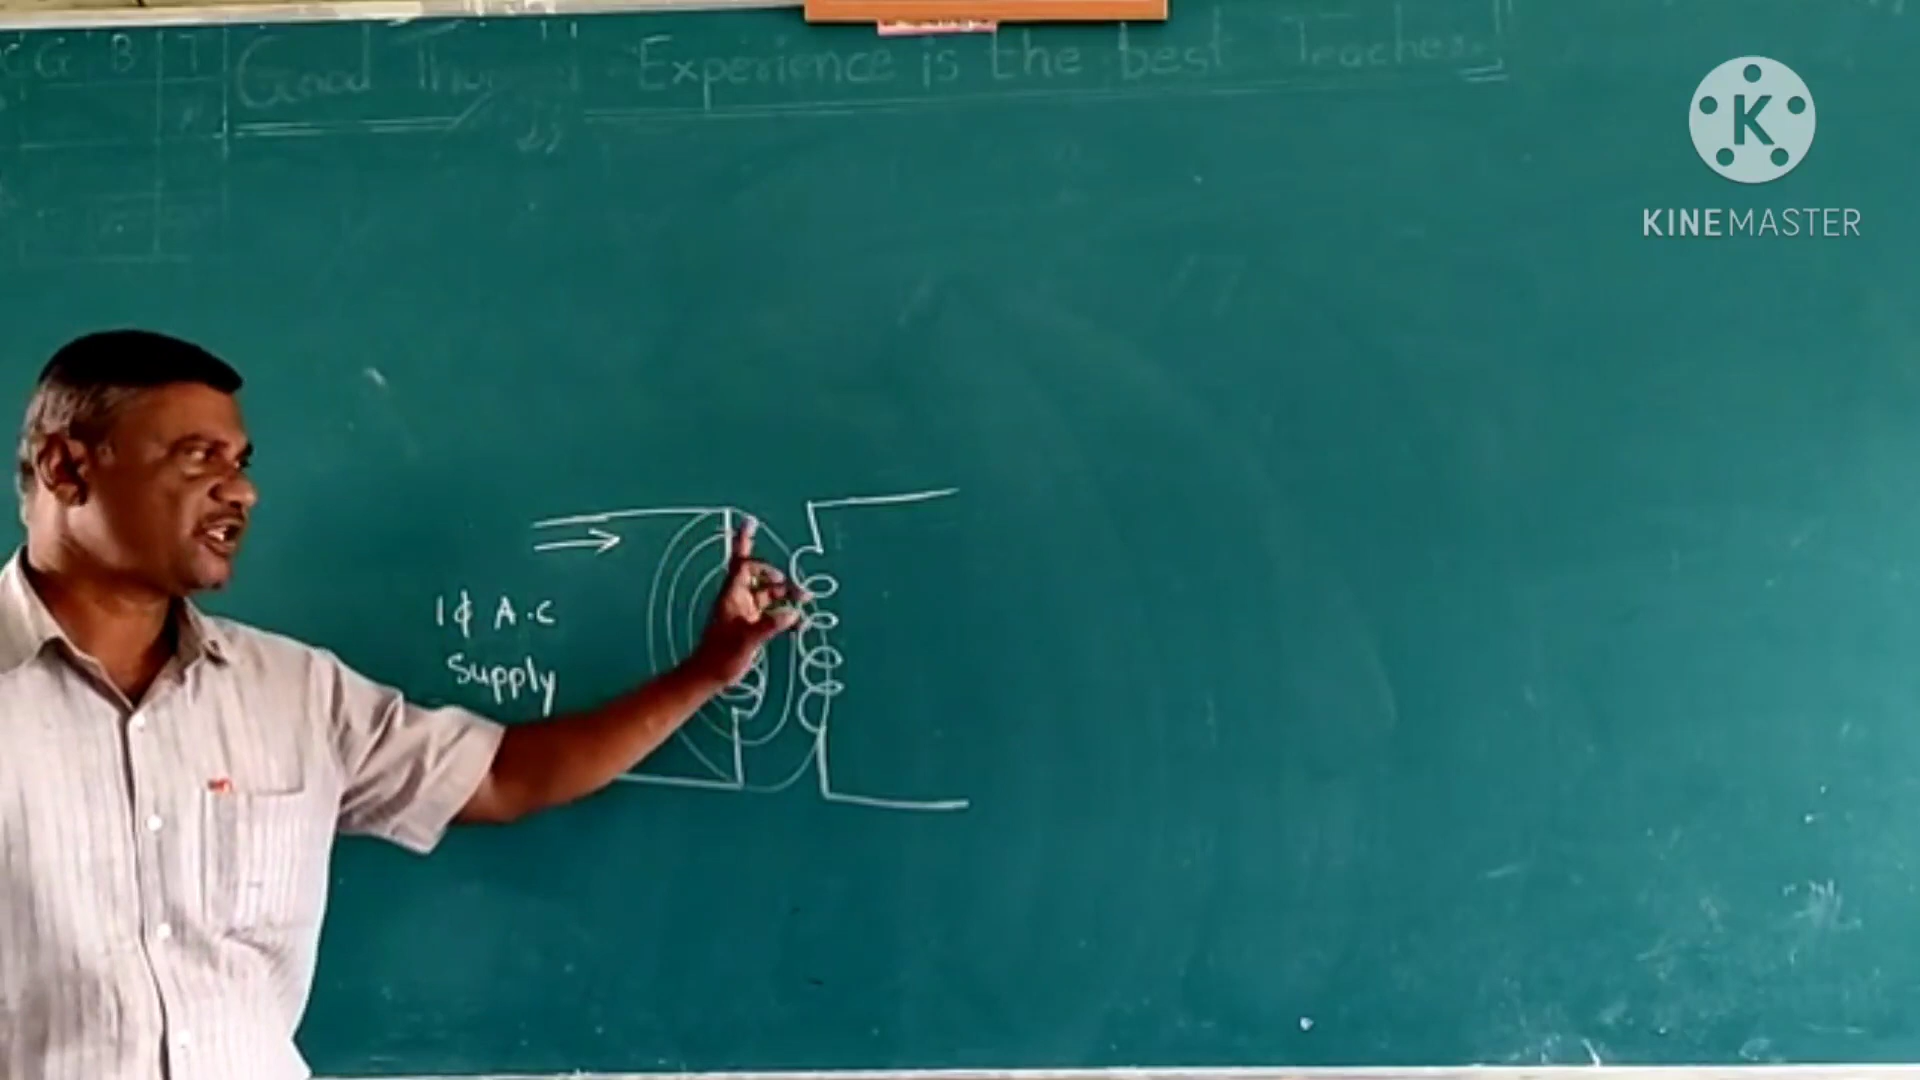 C G B T
Good Experience is the best Teacher
KINEMASTER
1ϕ A.C
Supply